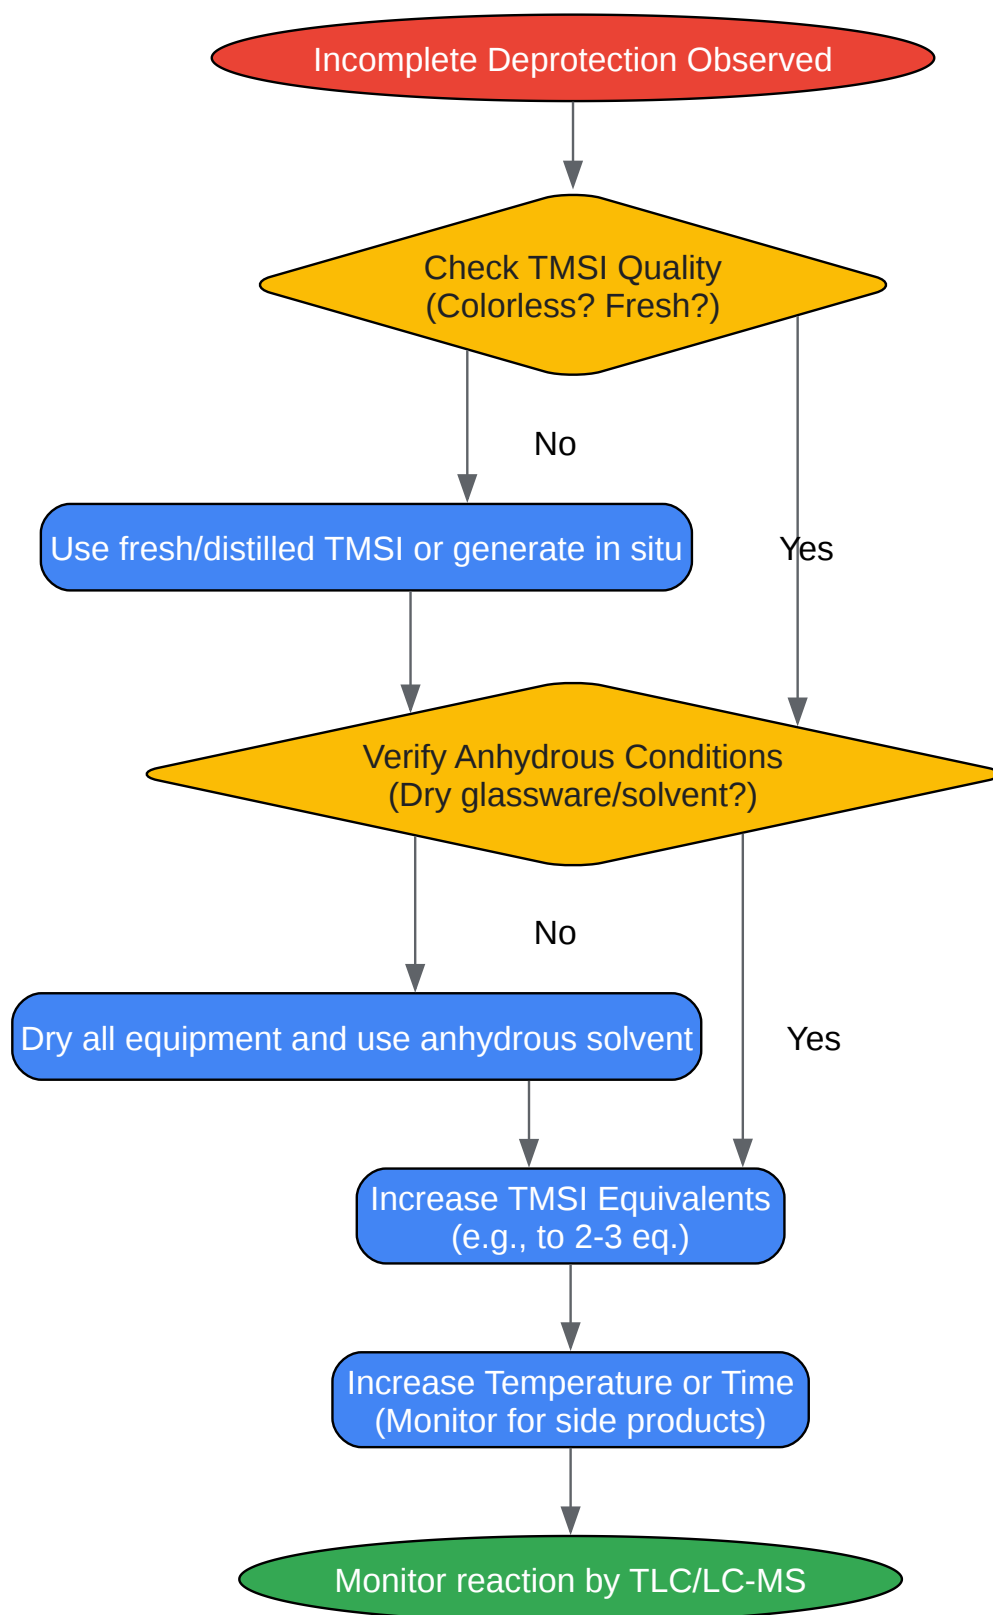 Incomplete Deprotection Observed
Check TMSI Quality
(Colorless? Fresh?)
No
Use fresh/distilled TMSI or generate in situ
Yes
Verify Anhydrous Conditions
(Dry glassware/solvent?)
No
Dry all equipment and use anhydrous solvent
Yes
Increase TMSI Equivalents
(e.g., to 2-3 eq.)
Increase Temperature or Time
(Monitor for side products)
Monitor reaction by TLC/LC-MS